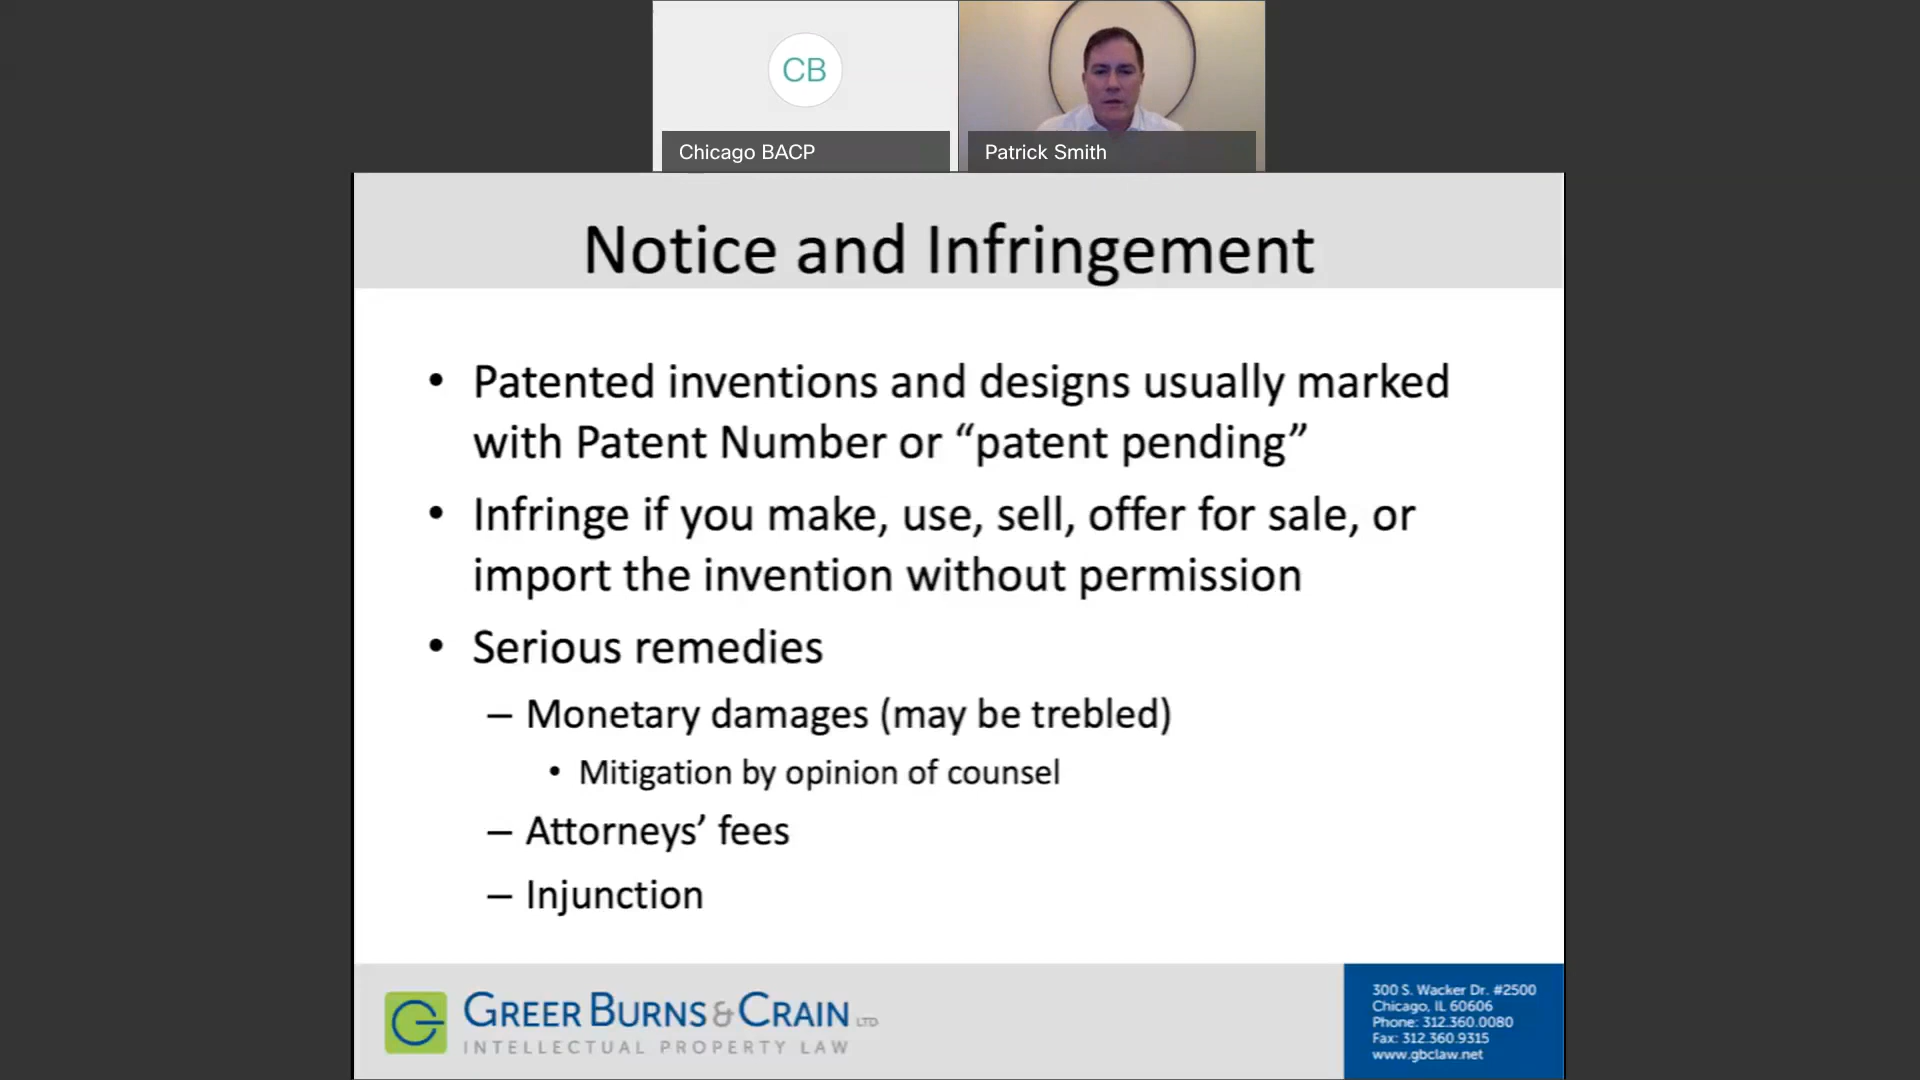 CB
Chicago BACP
Patrick Smith
Notice and Infringement
• Patented inventions and designs usually marked
with Patent Number or “patent pending”
• Infringe if you make, use, sell, offer for sale, or
import the invention without permission
• Serious remedies
– Monetary damages (may be trebled)
• Mitigation by opinion of counsel
– Attorneys’ fees
– Injunction
GREER BURNS & CRAIN LTD
INTELLECTUAL PROPERTY LAW
300 S. Wacker Dr. #2500
Chicago, IL 60606
Phone: 312.360.0080
Fax: 312.360.9315
www.gbclaw.net